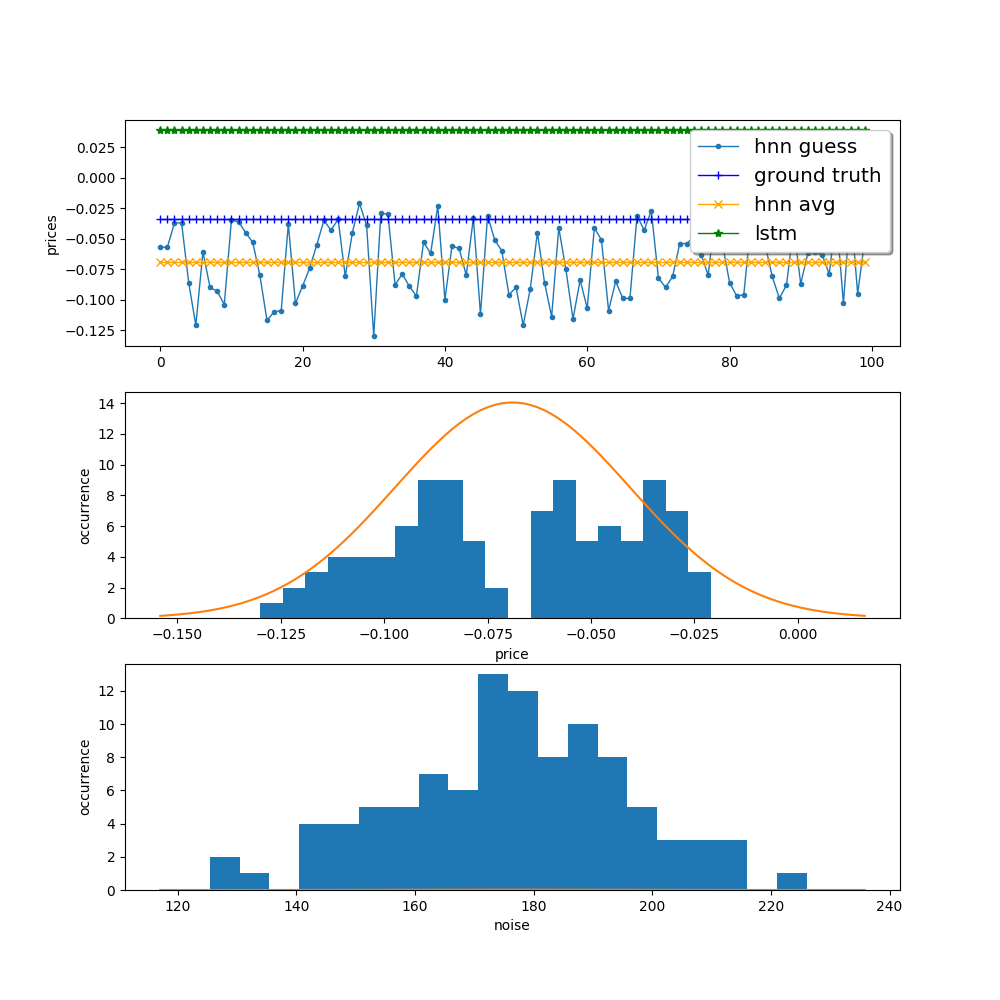 0.025
0.000
−0.025
−0.050
−0.075
−0.100
−0.125
prices
hnn guess
ground truth
hnn avg
lstm
0 20 40 60 80 100
14
12
10
8
6
4
2
0
occurrence
−0.150 −0.125 −0.100 −0.075 −0.050 −0.025 0.000
price
12
10
8
6
4
2
0
occurrence
120 140 160 180 200 220 240
noise